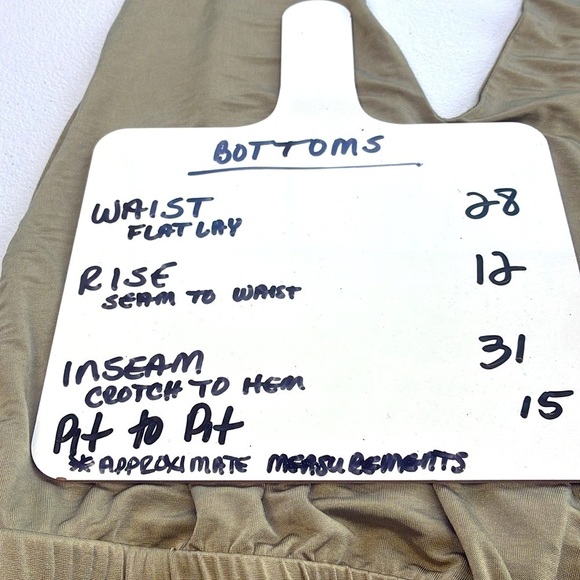 BOTTOMS
WAIST 28
FLAT LAY
RISE 12
SEAM TO WAIST
INSEAM 31
CROTCH TO HEM
Pit to Pit 15
*APPROXIMATE MEASUREMENTS